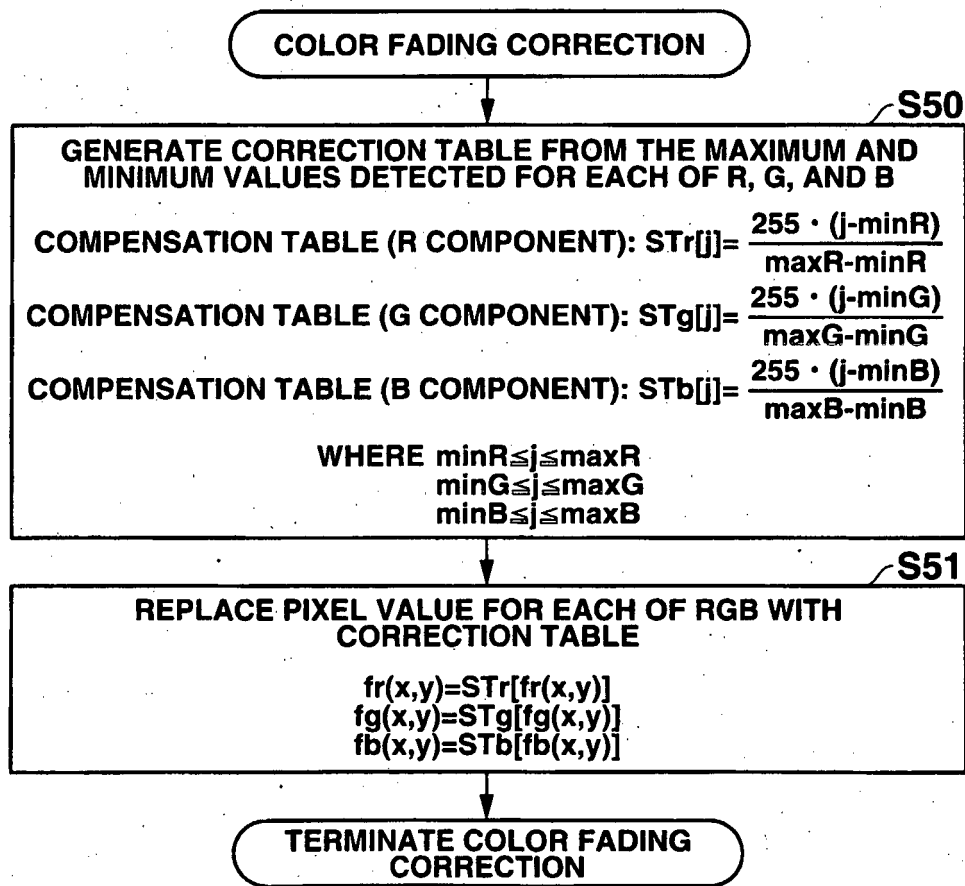 COLOR FADING CORRECTION
S50
GENERATE CORRECTION TABLE FROM THE MAXIMUM AND
MINIMUM VALUES DETECTED FOR EACH OF R, G, AND B
COMPENSATION TABLE (R COMPONENT): STr[j]= 255 · (j-minR)
maxR-minR
COMPENSATION TABLE (G COMPONENT): STg[j]= 255 · (j-minG)
maxG-minG
COMPENSATION TABLE (B COMPONENT): STb[j]= 255 · (j-minB)
maxB-minB
WHERE minR≦j≦maxR
minG≦j≦maxG
minB≦j≦maxB
S51
REPLACE PIXEL VALUE FOR EACH OF RGB WITH
CORRECTION TABLE
fr(x,y)=STr[fr(x,y)]
fg(x,y)=STg[fg(x,y)]
fb(x,y)=STb[fb(x,y)]
TERMINATE COLOR FADING
CORRECTION